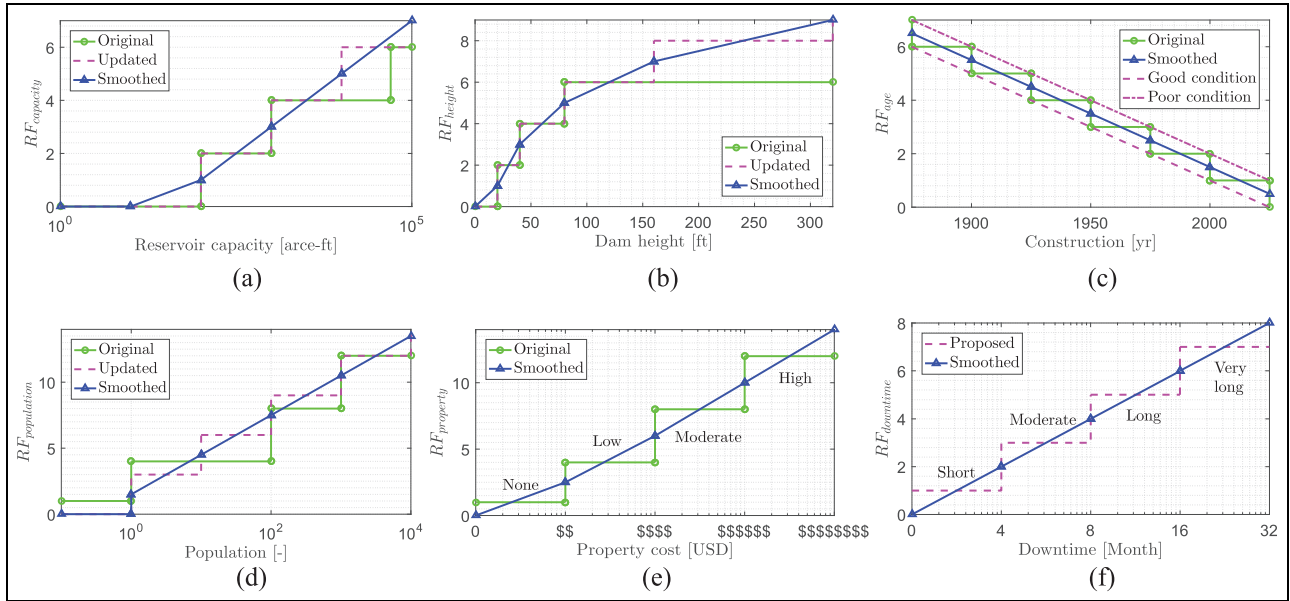 Original
Updated
Smoothed
RF_capacity
0
2
4
6
10^0
10^5
Reservoir capacity [arce-ft]
(a)
Original
Updated
Smoothed
RF_height
0
2
4
6
8
0 50 100 150 200 250 300
Dam height [ft]
(b)
Original
Smoothed
Good condition
Poor condition
RF_age
0
2
4
6
1900 1950 2000
Construction [yr]
(c)
Original
Updated
Smoothed
RF_population
0
5
10
10^0 10^2 10^4
Population [-]
(d)
Original
Smoothed
RF_property
0
5
10
None
Low
Moderate
High
$$ $$$$ $$$$$$ $$$$$$$$
Property cost [USD]
(e)
Proposed
Smoothed
RF_downtime
0
2
4
6
8
Short
Moderate
Long
Very
long
0 4 8 16 32
Downtime [Month]
(f)